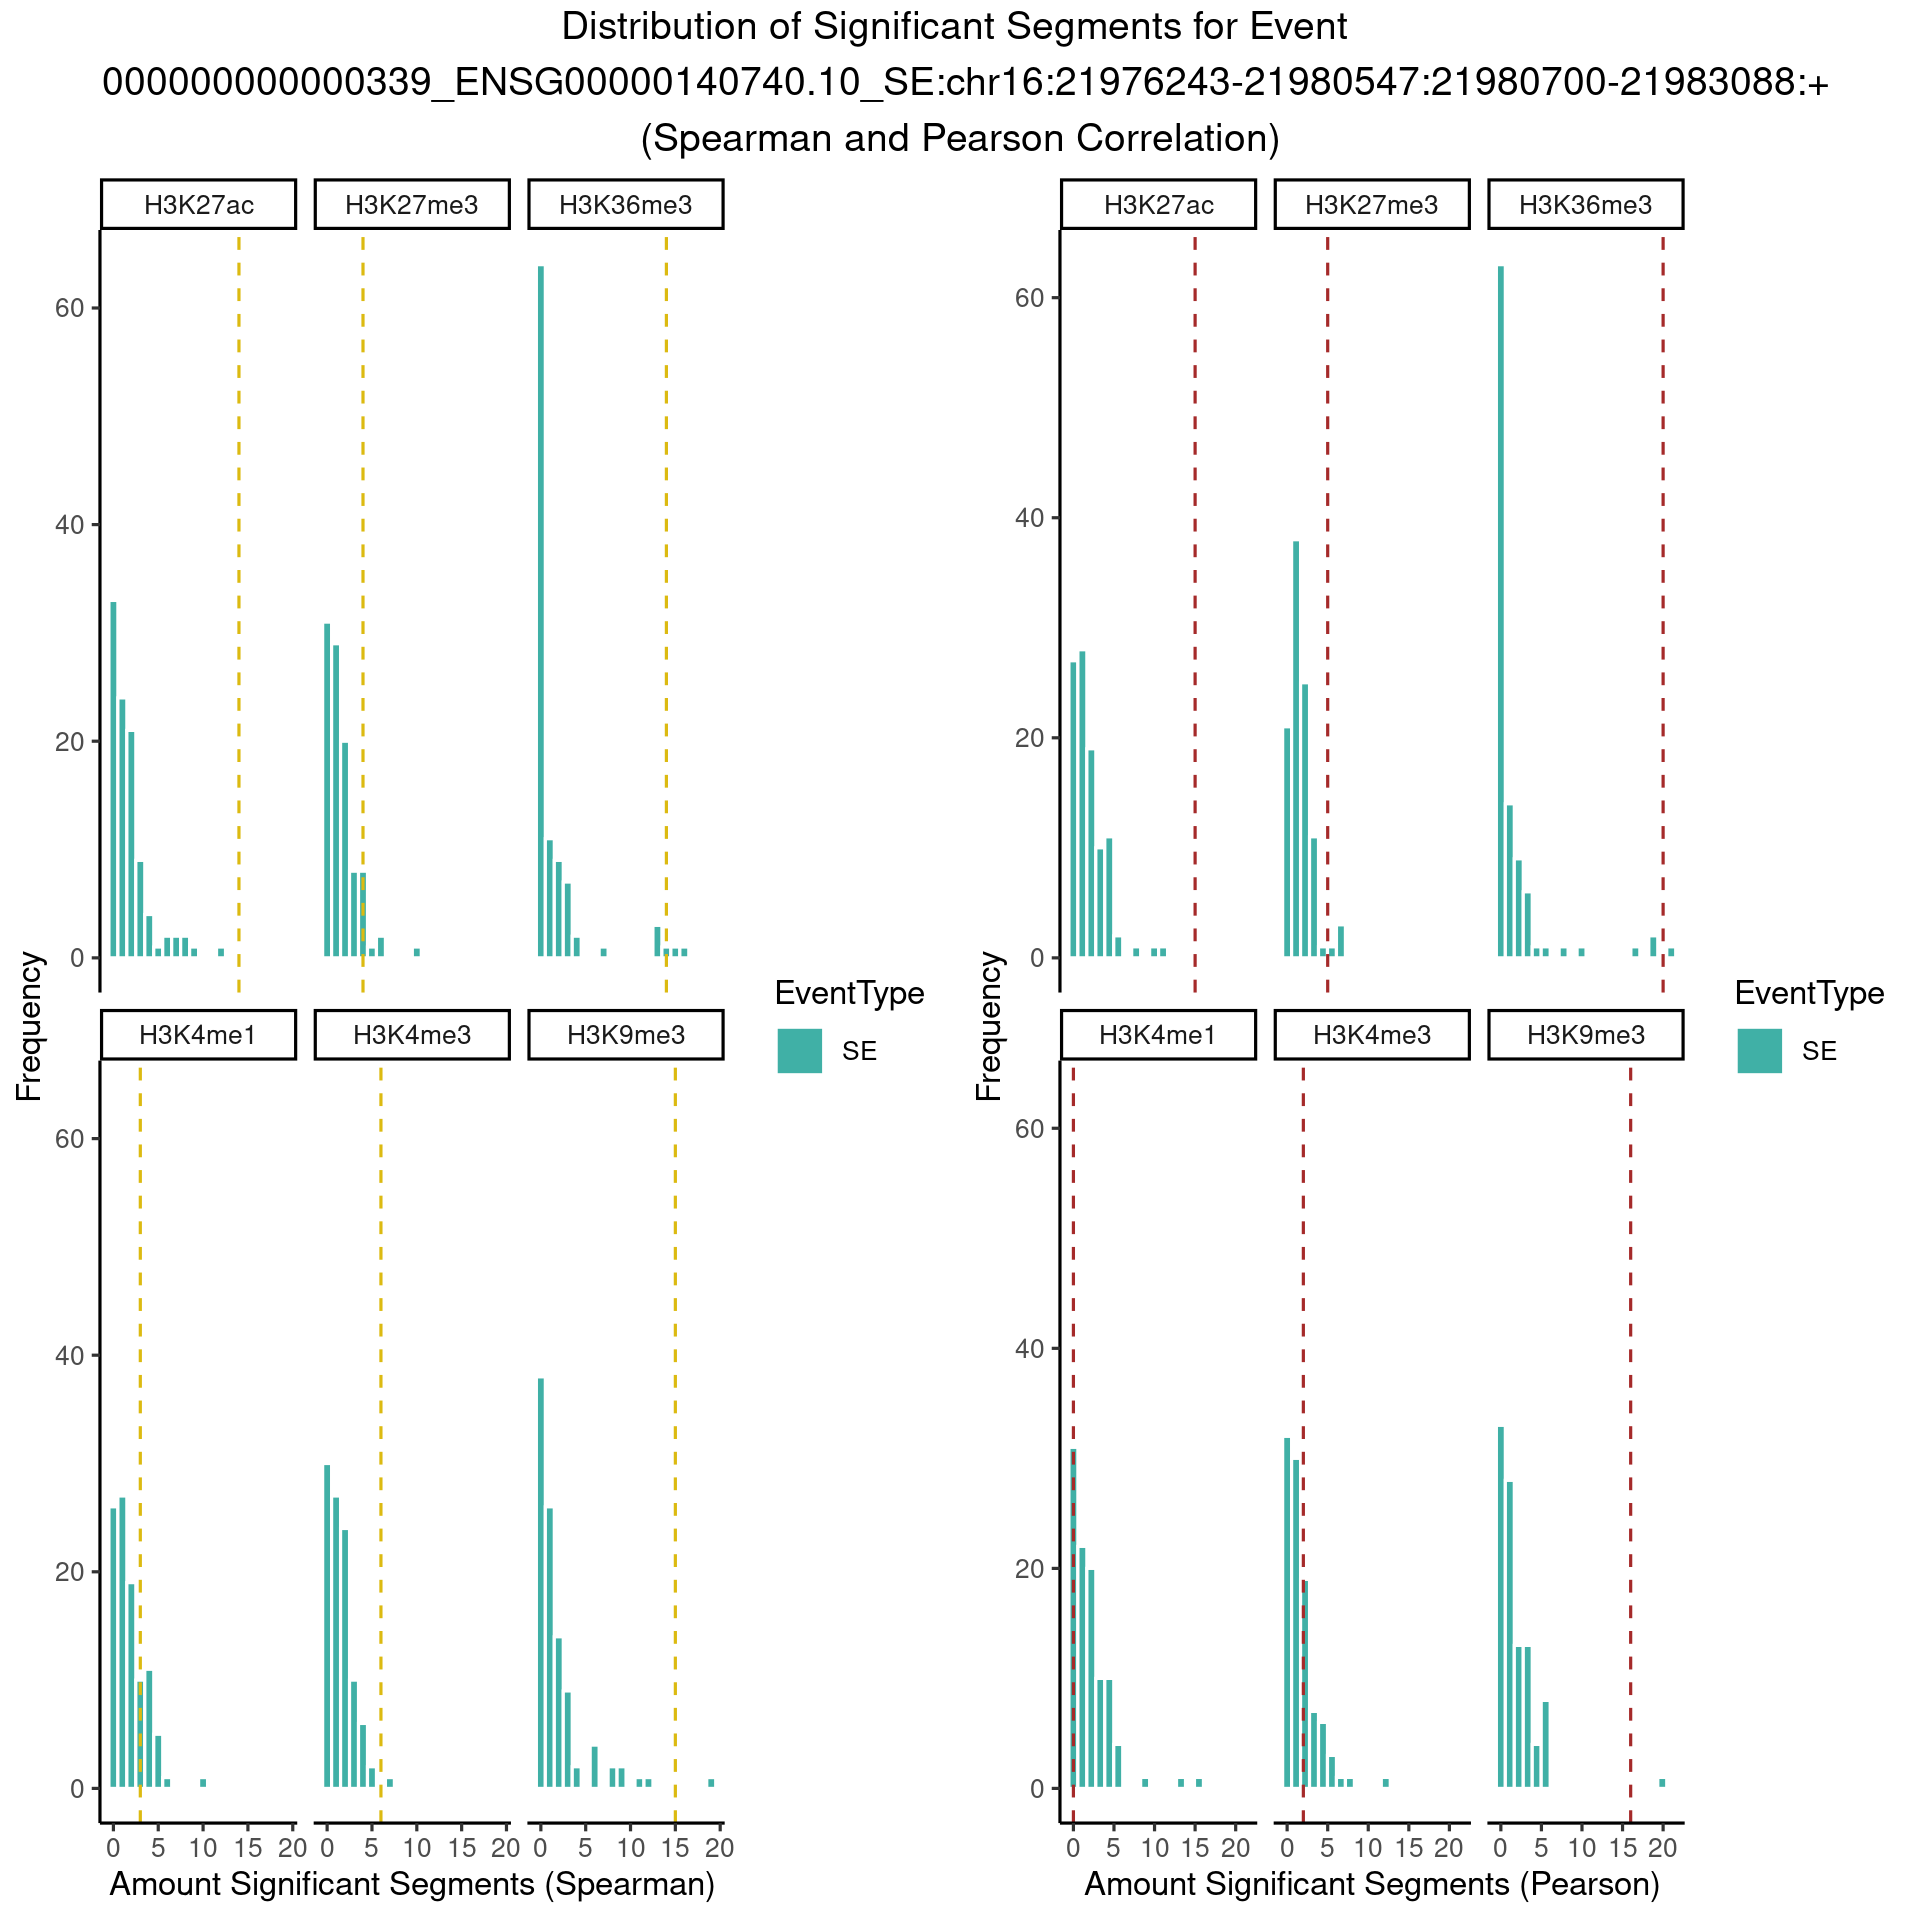 Distribution of Significant Segments for Event
000000000000339_ENSG00000140740.10_SE:chr16:21976243-21980547:21980700-21983088:+
(Spearman and Pearson Correlation)
H3K27ac H3K27me3 H3K36me3
60
40
20
0
H3K4me1 H3K4me3 H3K9me3
60
40
20
0
0 5 10 15 20 0 5 10 15 20 0 5 10 15 20
Frequency
Amount Significant Segments (Spearman)
EventType
SE
H3K27ac H3K27me3 H3K36me3
60
40
20
0
H3K4me1 H3K4me3 H3K9me3
60
40
20
0
0 5 10 15 20 0 5 10 15 20 0 5 10 15 20
Frequency
Amount Significant Segments (Pearson)
EventType
SE